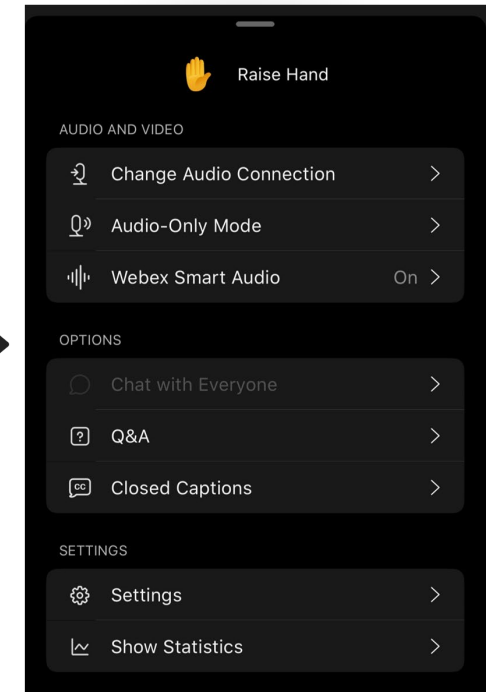 Raise Hand
AUDIO AND VIDEO
Change Audio Connection
Audio-Only Mode
Webex Smart Audio On
OPTIONS
Chat with Everyone
Q&A
CC Closed Captions
SETTINGS
Settings
Show Statistics